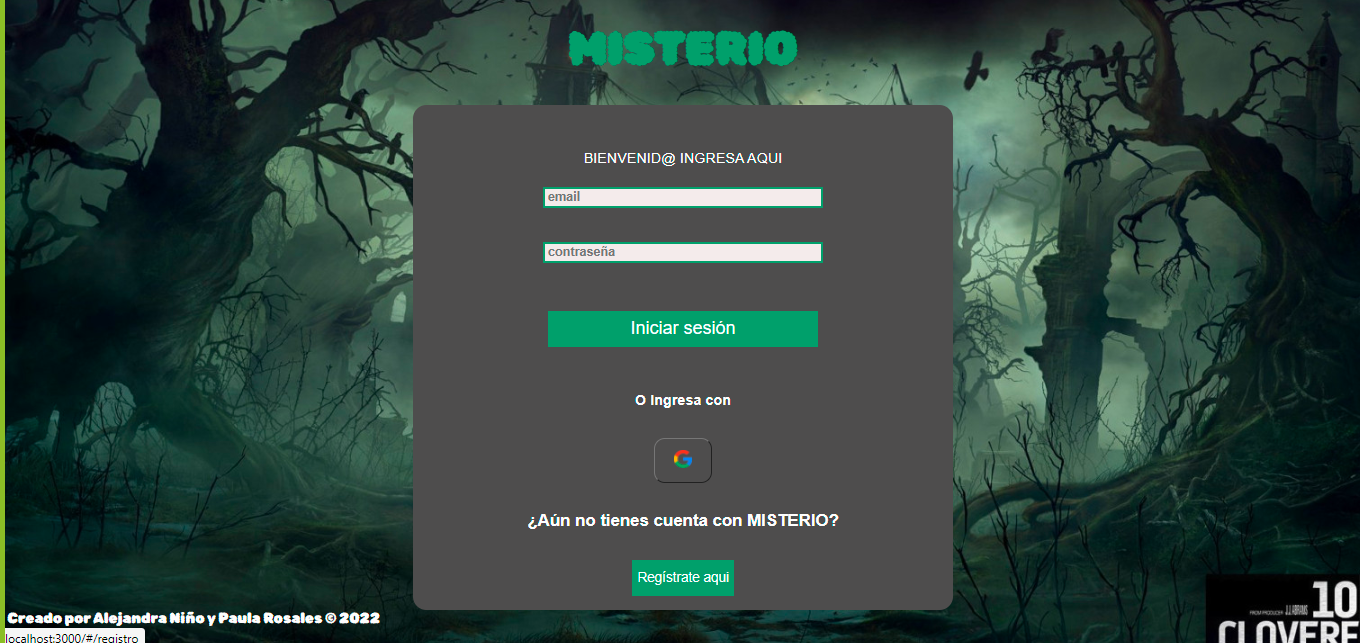 MISTERIO
BIENVENID@ INGRESA AQUI
email
contraseña
Iniciar sesión
O Ingresa con
¿Aún no tienes cuenta con MISTERIO?
Regístrate aqui
Creado por Alejandra Niño y Paula Rosales © 2022
localhost:3000/#/registro
10
FROM PRODUCER J.J. ABRAMS
CLOVERF